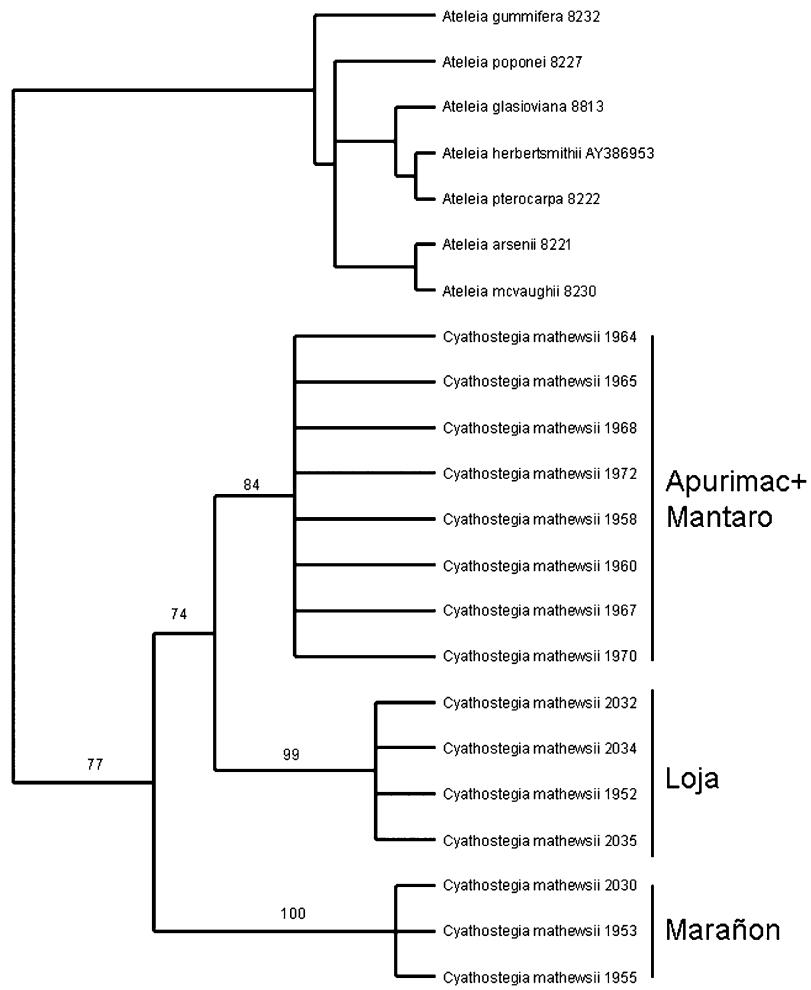 Ateleia gummifera 8232
Ateleia poponei 8227
Ateleia glasioviana 8813
Ateleia herbertsmithii AY386953
Ateleia pterocarpa 8222
Ateleia arsenii 8221
Ateleia mcvaughii 8230
Cyathostegia mathewsii 1964
Cyathostegia mathewsii 1965
Cyathostegia mathewsii 1968
Cyathostegia mathewsii 1972
Cyathostegia mathewsii 1958
Cyathostegia mathewsii 1960
Cyathostegia mathewsii 1967
Cyathostegia mathewsii 1970
Apurimac+
Mantaro
84
74
Cyathostegia mathewsii 2032
Cyathostegia mathewsii 2034
Cyathostegia mathewsii 1952
Cyathostegia mathewsii 2035
Loja
99
77
Cyathostegia mathewsii 2030
Cyathostegia mathewsii 1953
Cyathostegia mathewsii 1955
Marañon
100